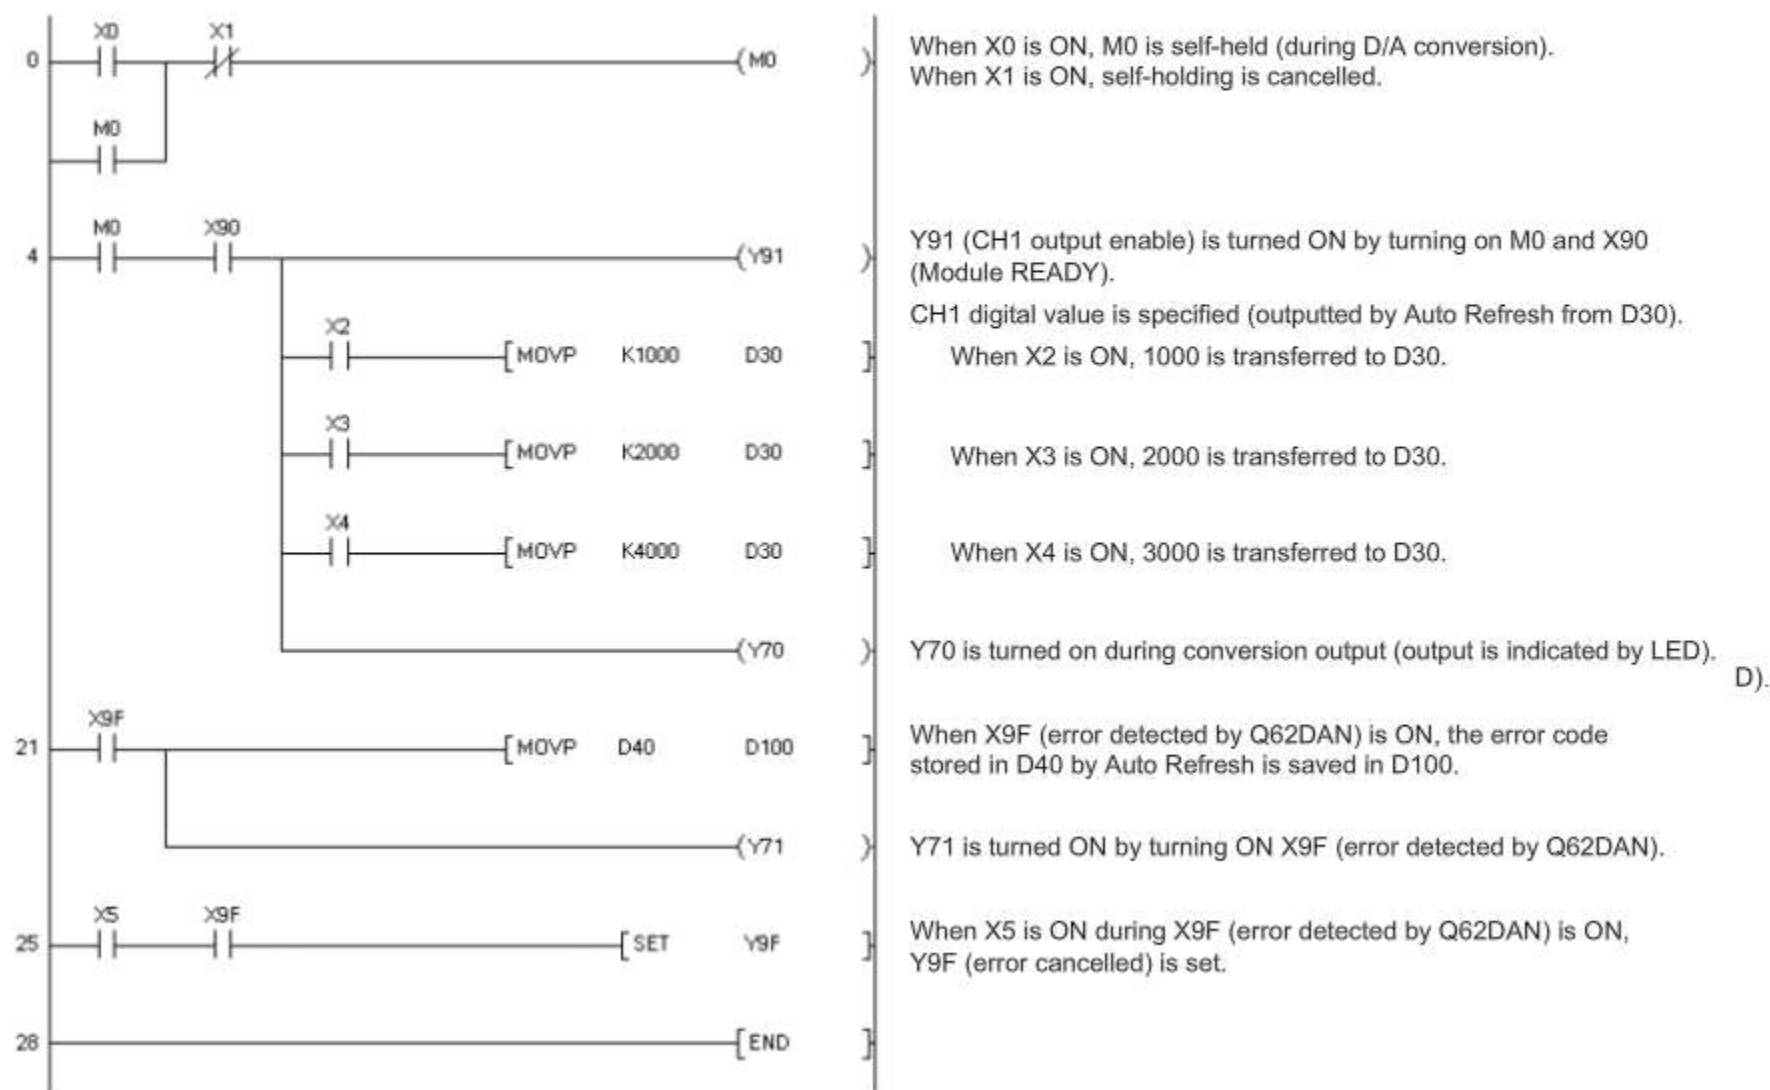 X0 X1
0 (M0 )
When X0 is ON, M0 is self-held (during D/A conversion).
When X1 is ON, self-holding is cancelled.
M0
M0 X90
4 (Y91 )
Y91 (CH1 output enable) is turned ON by turning on M0 and X90
(Module READY).
CH1 digital value is specified (outputted by Auto Refresh from D30).
X2
[MOVP K1000 D30 ]
When X2 is ON, 1000 is transferred to D30.
X3
[MOVP K2000 D30 ]
When X3 is ON, 2000 is transferred to D30.
X4
[MOVP K4000 D30 ]
When X4 is ON, 3000 is transferred to D30.
(Y70 )
Y70 is turned on during conversion output (output is indicated by LED).
D).
X9F
21 [MOVP D40 D100 ]
When X9F (error detected by Q62DAN) is ON, the error code
stored in D40 by Auto Refresh is saved in D100.
(Y71 )
Y71 is turned ON by turning ON X9F (error detected by Q62DAN).
X5 X9F
25 [SET Y9F ]
When X5 is ON during X9F (error detected by Q62DAN) is ON,
Y9F (error cancelled) is set.
28 [END ]